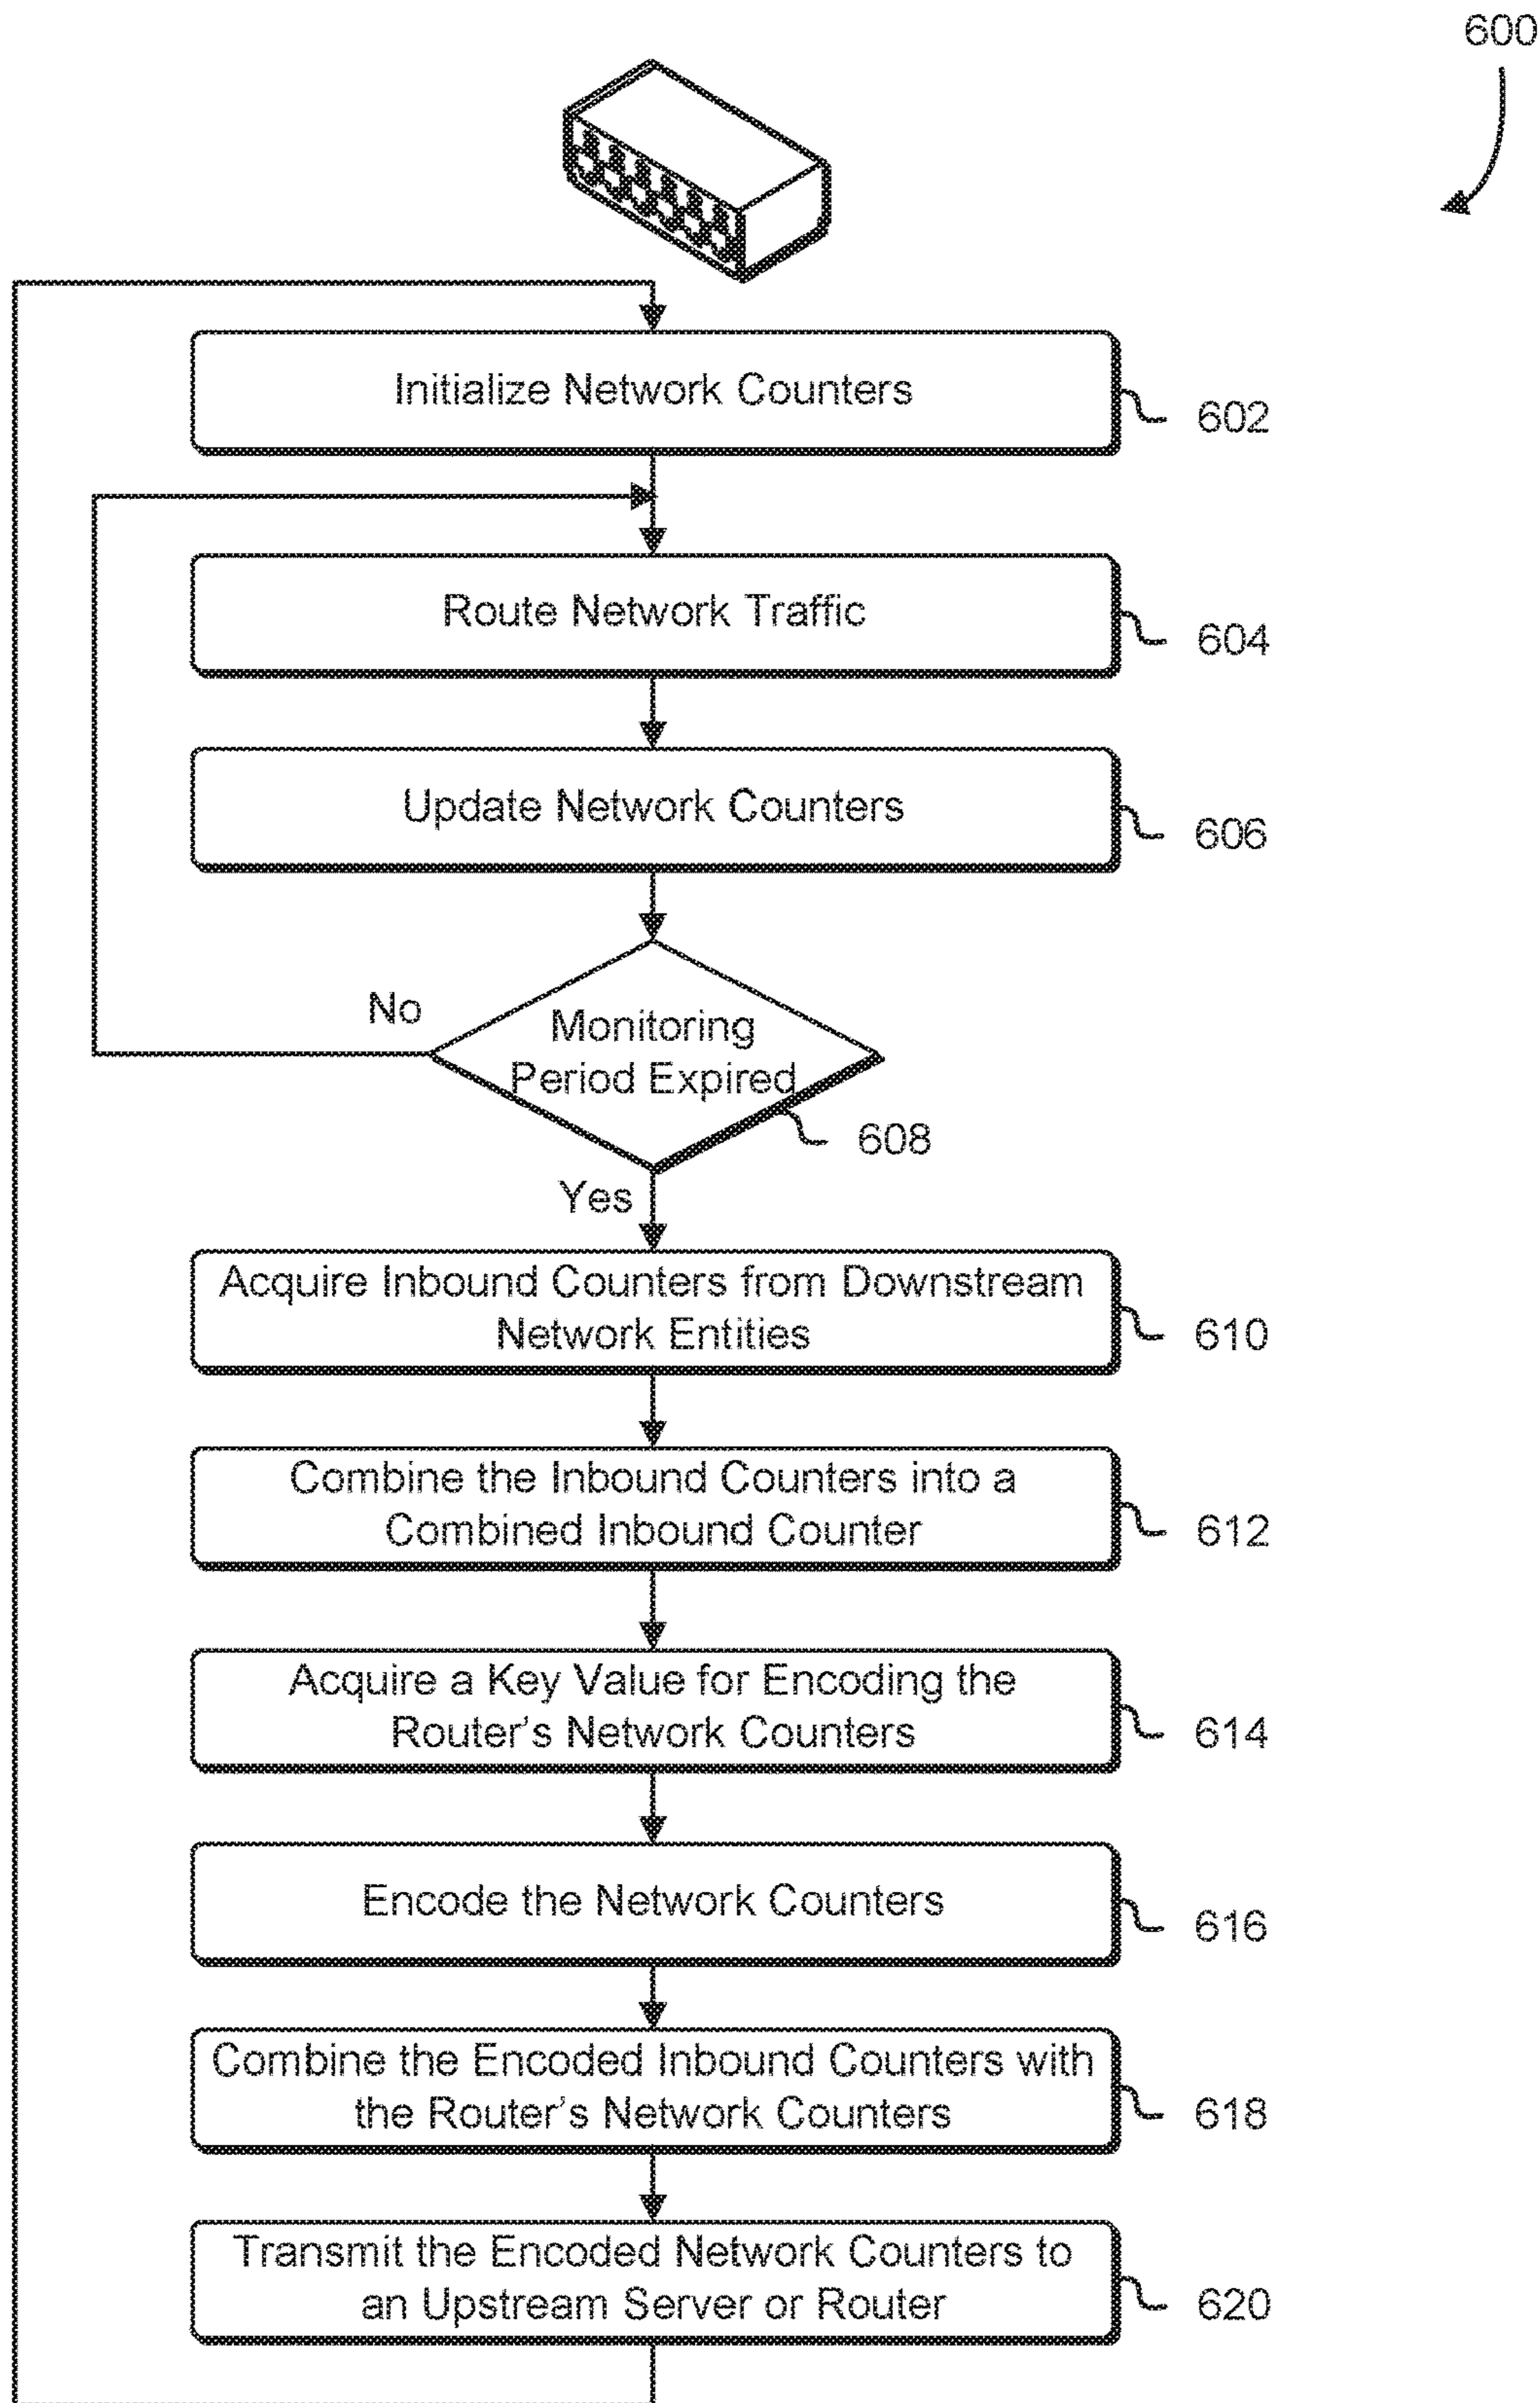 600
Initialize Network Counters
602
Route Network Traffic
604
Update Network Counters
606
No
Monitoring
Period Expired
608
Yes
Acquire Inbound Counters from Downstream
Network Entities
610
Combine the Inbound Counters into a
Combined Inbound Counter
612
Acquire a Key Value for Encoding the
Router's Network Counters
614
Encode the Network Counters
616
Combine the Encoded Inbound Counters with
the Router's Network Counters
618
Transmit the Encoded Network Counters to
an Upstream Server or Router
620